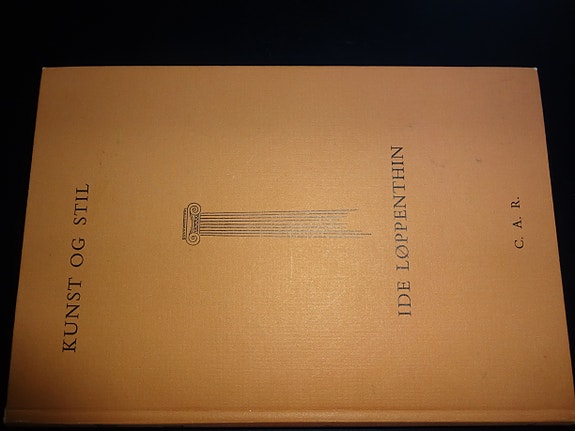 KUNST OG STIL
IDE LØPPENTHIN
C. A. R.